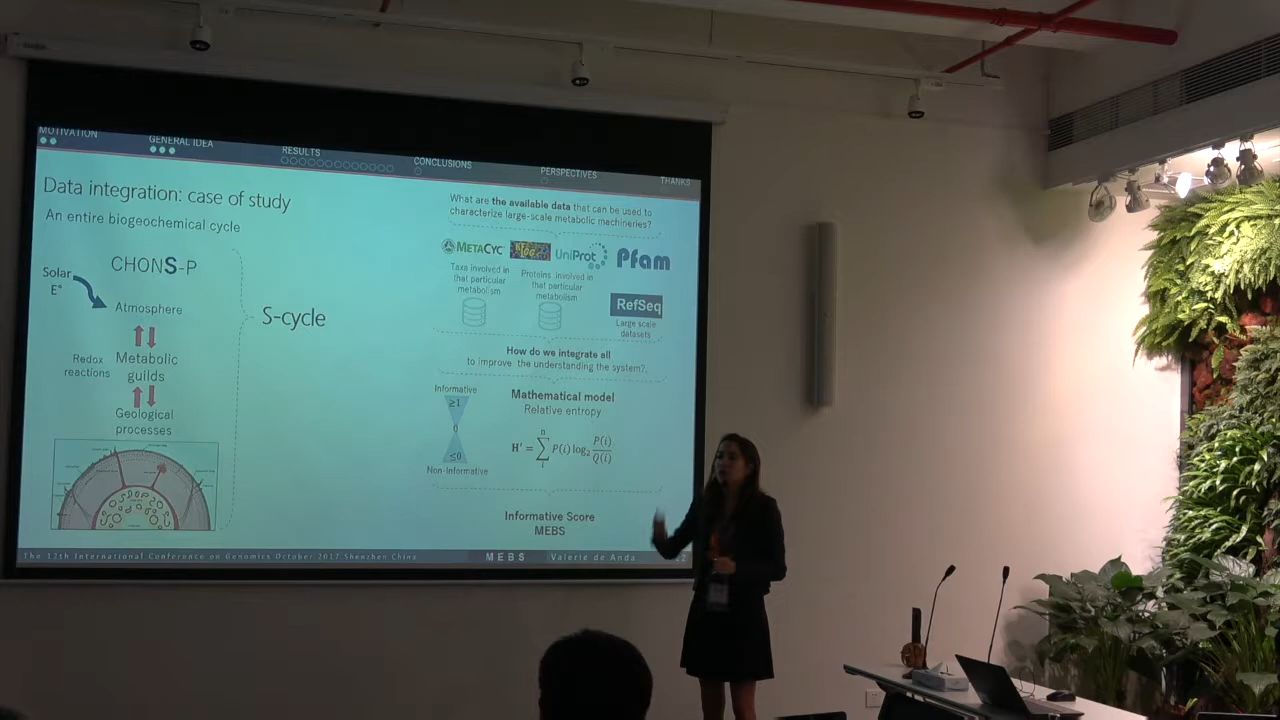 MOTIVATION
GENERAL IDEA
RESULTS
CONCLUSIONS
PERSPECTIVES
THANKS
Data integration: case of study
An entire biogeochemical cycle
CHONS-P
Solar
E°
Atmosphere
Redox
reactions
Metabolic
guilds
Geological
processes
S-cycle
What are the available data that can be used to
characterize large-scale metabolic machineries?
METACYC
UniProt
Pfam
Taxa involved in
that particular
metabolism
Proteins involved in
that particular
metabolism
RefSeq
Large scale
datasets
How do we integrate all
to improve the understanding the system?.
Informative
≥1
0
≤0
Non-Informative
Mathematical model
Relative entropy
H' = ∑ n i P(i) log₂ P(i) / Q(i)
Informative Score
MEBS
The 12th International Conference on Genomics October 2017 Shenzhen China
MEBS
Valerie de Anda